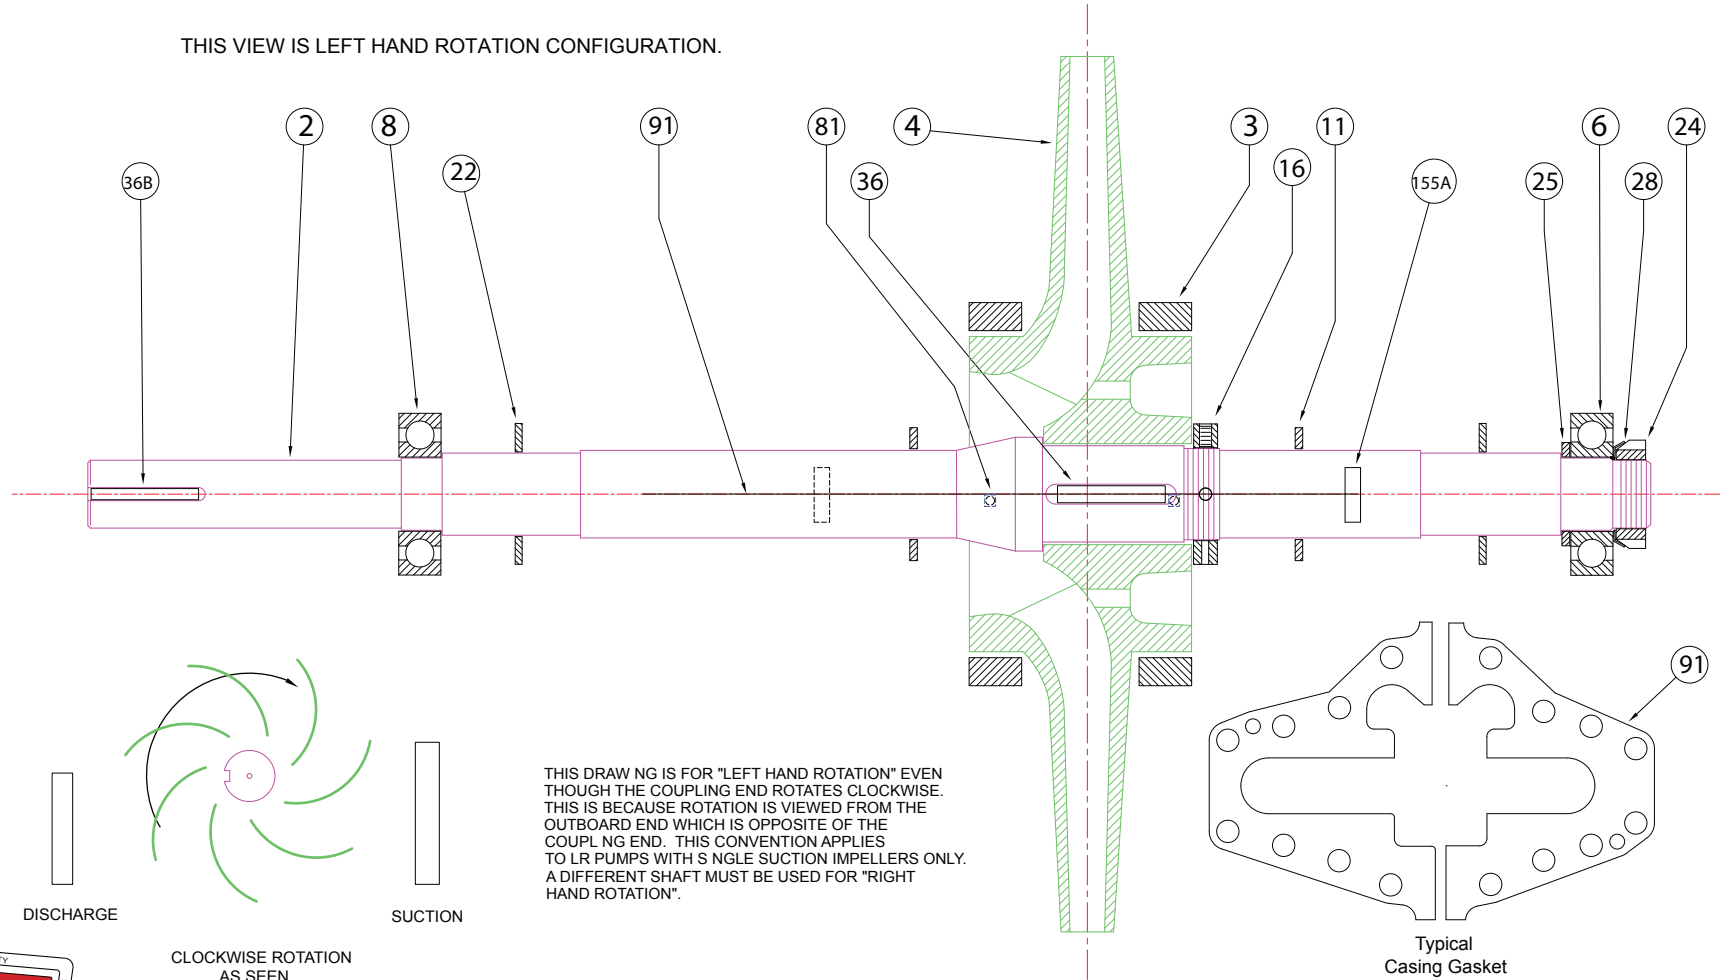 THIS VIEW IS LEFT HAND ROTATION CONFIGURATION.
2
8
91
81
4
3
11
6
24
36B
22
36
16
155A
25
28
91
THIS DRAW NG IS FOR "LEFT HAND ROTATION" EVEN
THOUGH THE COUPLING END ROTATES CLOCKWISE.
THIS IS BECAUSE ROTATION IS VIEWED FROM THE
OUTBOARD END WHICH IS OPPOSITE OF THE
COUPL NG END. THIS CONVENTION APPLIES
TO LR PUMPS WITH S NGLE SUCTION IMPELLERS ONLY.
A DIFFERENT SHAFT MUST BE USED FOR "RIGHT
HAND ROTATION".
DISCHARGE
SUCTION
CLOCKWISE ROTATION
AS SEEN
Typical
Casing Gasket